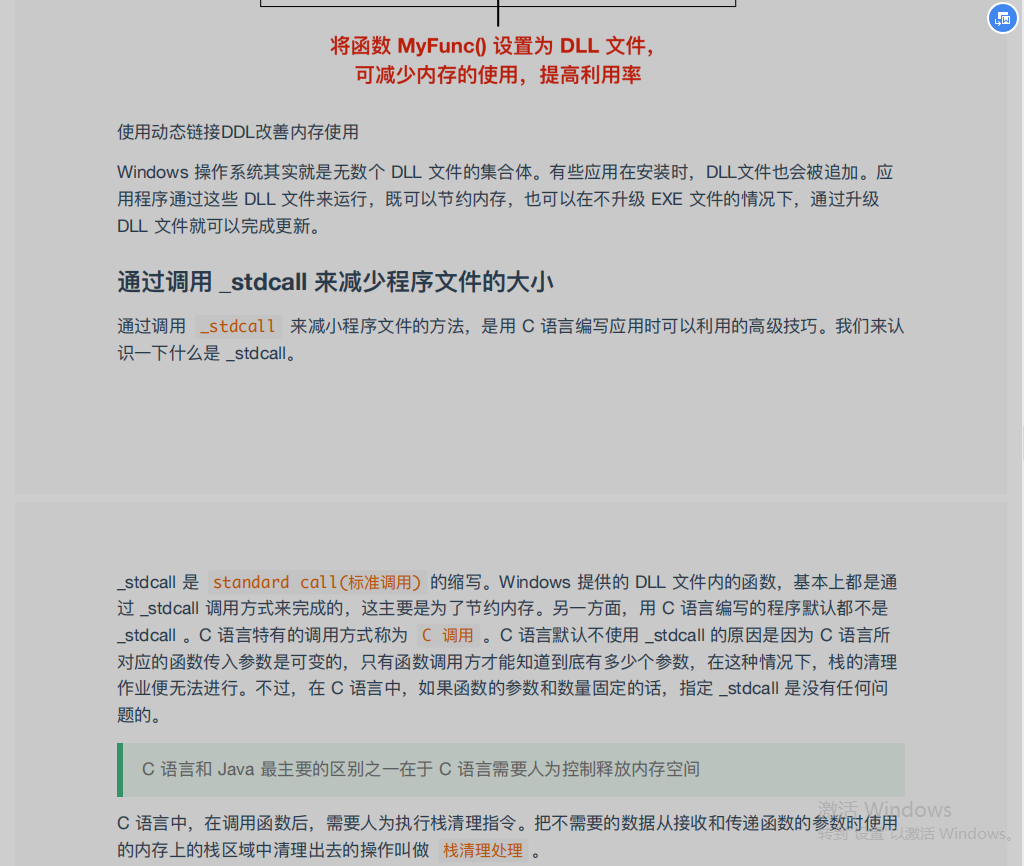 将函数 MyFunc() 设置为 DLL 文件，
可减少内存的使用，提高利用率
使用动态链接DDL改善内存使用
Windows 操作系统其实就是无数个 DLL 文件的集合体。有些应用在安装时，DLL文件也会被追加。应
用程序通过这些 DLL 文件来运行，既可以节约内存，也可以在不升级 EXE 文件的情况下，通过升级
DLL 文件就可以完成更新。
通过调用 _stdcall 来减少程序文件的大小
通过调用 _stdcall 来减小程序文件的方法，是用 C 语言编写应用时可以利用的高级技巧。我们来认
识一下什么是 _stdcall。
_stdcall 是 standard call(标准调用) 的缩写。Windows 提供的 DLL 文件内的函数，基本上都是通
过 _stdcall 调用方式来完成的，这主要是为了节约内存。另一方面，用 C 语言编写的程序默认都不是
_stdcall 。C 语言特有的调用方式称为 C 调用 。C 语言默认不使用 _stdcall 的原因是因为 C 语言所
对应的函数传入参数是可变的，只有函数调用方才能知道到底有多少个参数，在这种情况下，栈的清理
作业便无法进行。不过，在 C 语言中，如果函数的参数和数量固定的话，指定 _stdcall 是没有任何问
题的。
C 语言和 Java 最主要的区别之一在于 C 语言需要人为控制释放内存空间
C 语言中，在调用函数后，需要人为执行栈清理指令。把不需要的数据从接收和传递函数的参数时使用
的内存上的栈区域中清理出去的操作叫做 栈清理处理 。
激活 Windows
转到"设置"以激活 Windows。